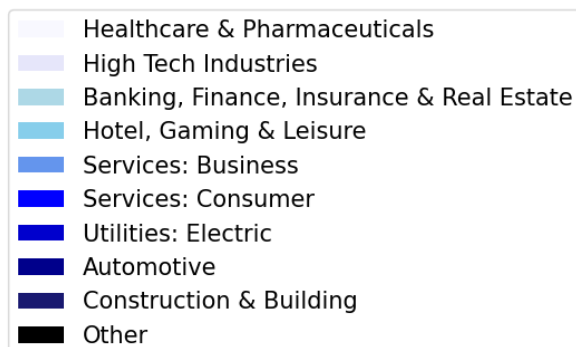 Healthcare & Pharmaceuticals
High Tech Industries
Banking, Finance, Insurance & Real Estate
Hotel, Gaming & Leisure
Services: Business
Services: Consumer
Utilities: Electric
Automotive
Construction & Building
Other